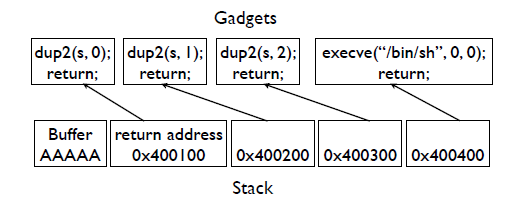 Gadgets
dup2(s, 0);
return;
dup2(s, 1);
return;
dup2(s, 2);
return;
execve(“/bin/sh”, 0, 0);
return;
Buffer
AAAAA
return address
0x400100
0x400200
0x400300
0x400400
Stack